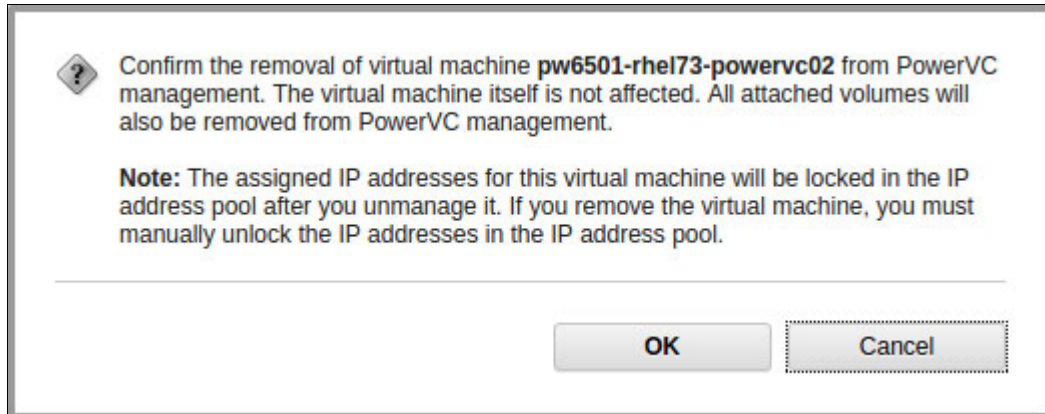 Confirm the removal of virtual machine pw6501-rhel73-powervc02 from PowerVC
management. The virtual machine itself is not affected. All attached volumes will
also be removed from PowerVC management.
Note: The assigned IP addresses for this virtual machine will be locked in the IP
address pool after you unmanage it. If you remove the virtual machine, you must
manually unlock the IP addresses in the IP address pool.
OK
Cancel